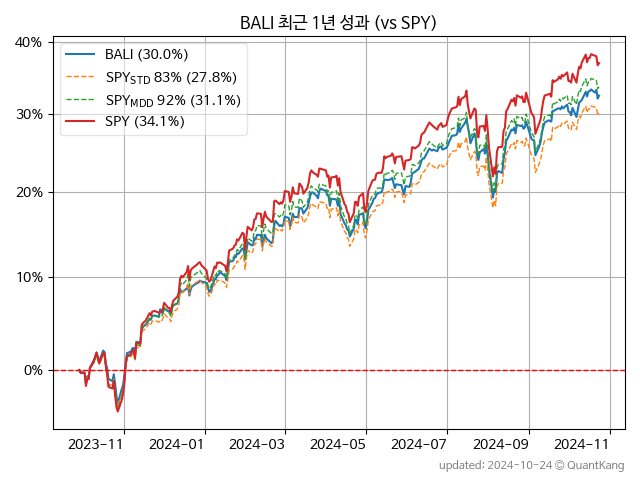 BALI 최근 1년 성과 (vs SPY)
BALI (30.0%)
SPY_STD 83% (27.8%)
SPY_MDD 92% (31.1%)
SPY (34.1%)
40%
30%
20%
10%
0%
2023-11 2024-01 2024-03 2024-05 2024-07 2024-09 2024-11
updated: 2024-10-24 © QuantKang